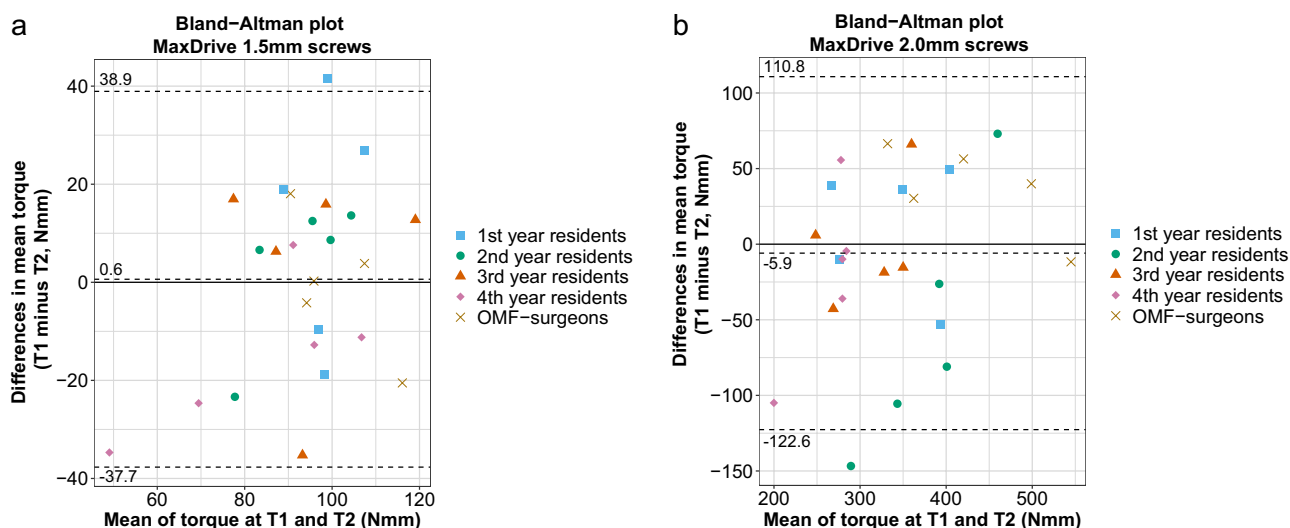 a
Bland−Altman plot
MaxDrive 1.5mm screws
Differences in mean torque
(T1 minus T2, Nmm)
40
20
0
−20
−40
38.9
0.6
-37.7
60
80
100
120
Mean of torque at T1 and T2 (Nmm)
1st year residents
2nd year residents
3rd year residents
4th year residents
OMF−surgeons
b
Bland−Altman plot
MaxDrive 2.0mm screws
Differences in mean torque
(T1 minus T2, Nmm)
100
50
0
−50
−100
−150
110.8
-5.9
-122.6
200
300
400
500
Mean of torque at T1 and T2 (Nmm)
1st year residents
2nd year residents
3rd year residents
4th year residents
OMF−surgeons